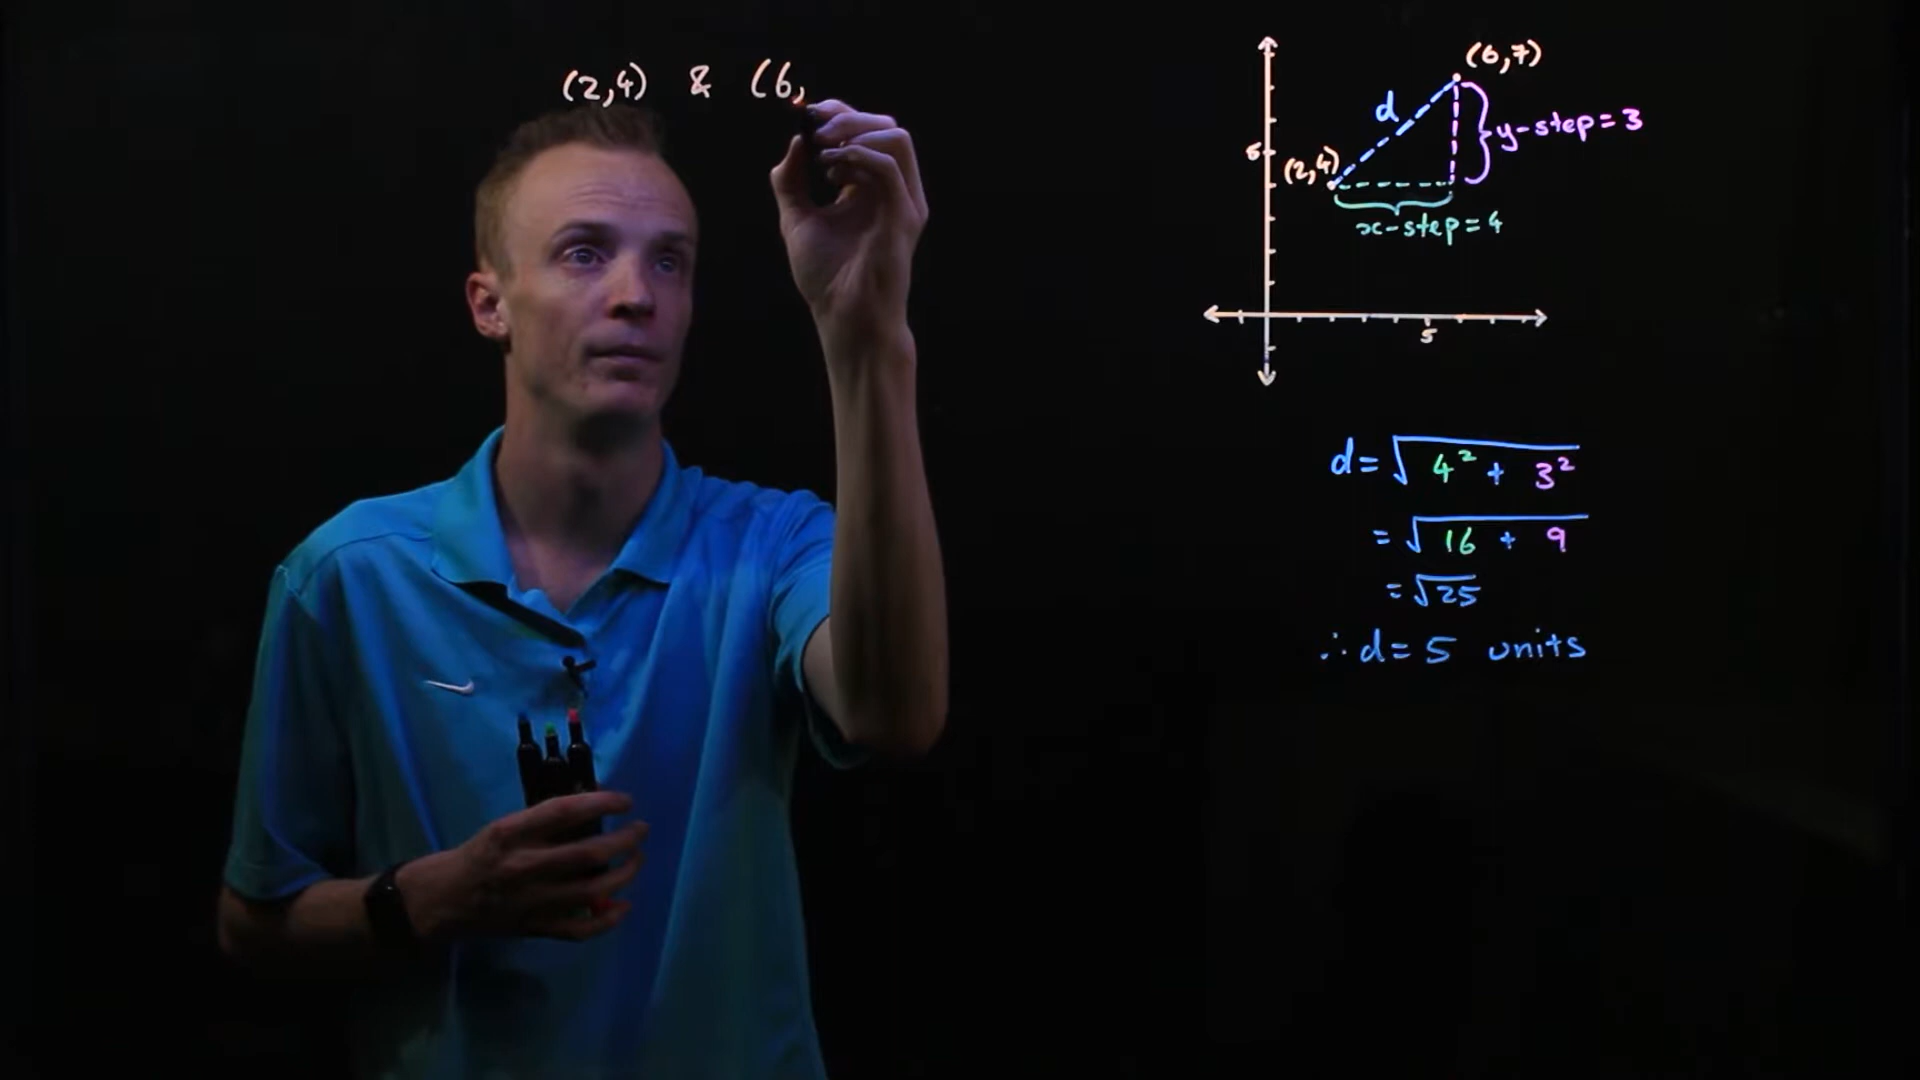 (2,4) & (6,
(6,7)
d
y-step=3
5
(2,4)
x-step=4
5
d=√4²+3²
=√16+9
=√25
∴d=5 units